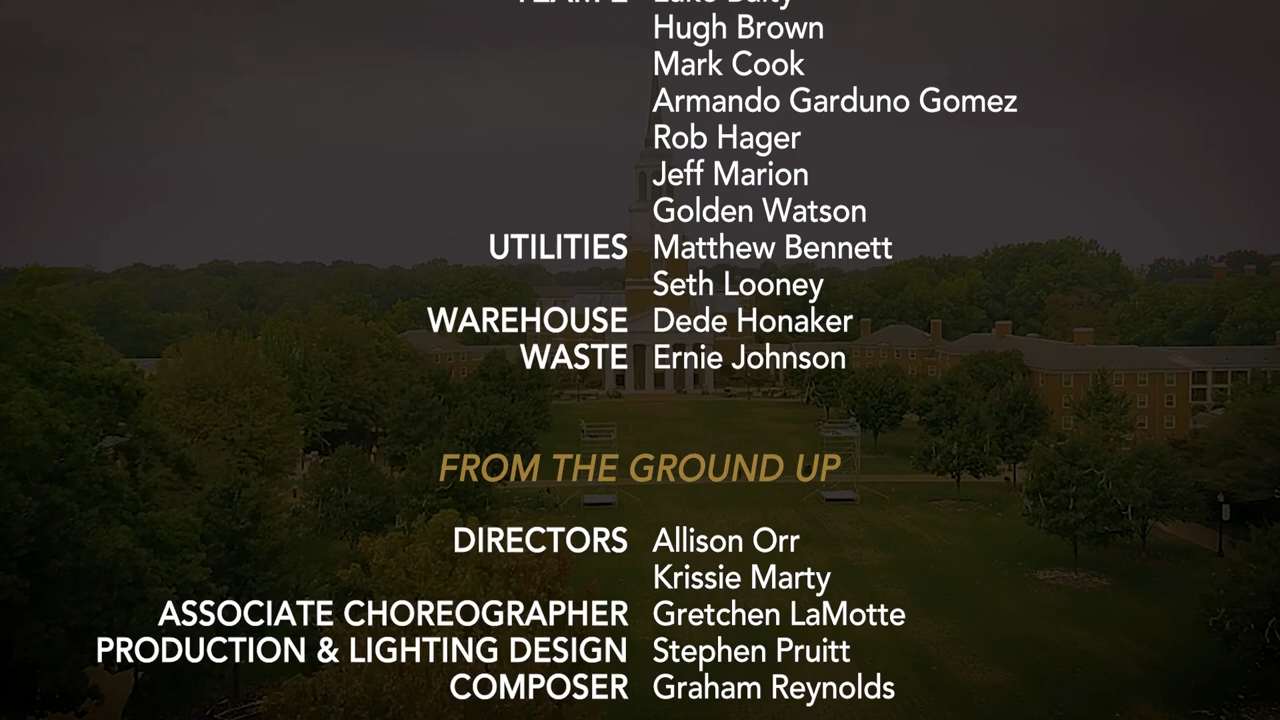 Hugh Brown
Mark Cook
Armando Garduno Gomez
Rob Hager
Jeff Marion
Golden Watson
UTILITIES Matthew Bennett
Seth Looney
WAREHOUSE Dede Honaker
WASTE Ernie Johnson
FROM THE GROUND UP
DIRECTORS Allison Orr
Krissie Marty
ASSOCIATE CHOREOGRAPHER Gretchen LaMotte
PRODUCTION & LIGHTING DESIGN Stephen Pruitt
COMPOSER Graham Reynolds